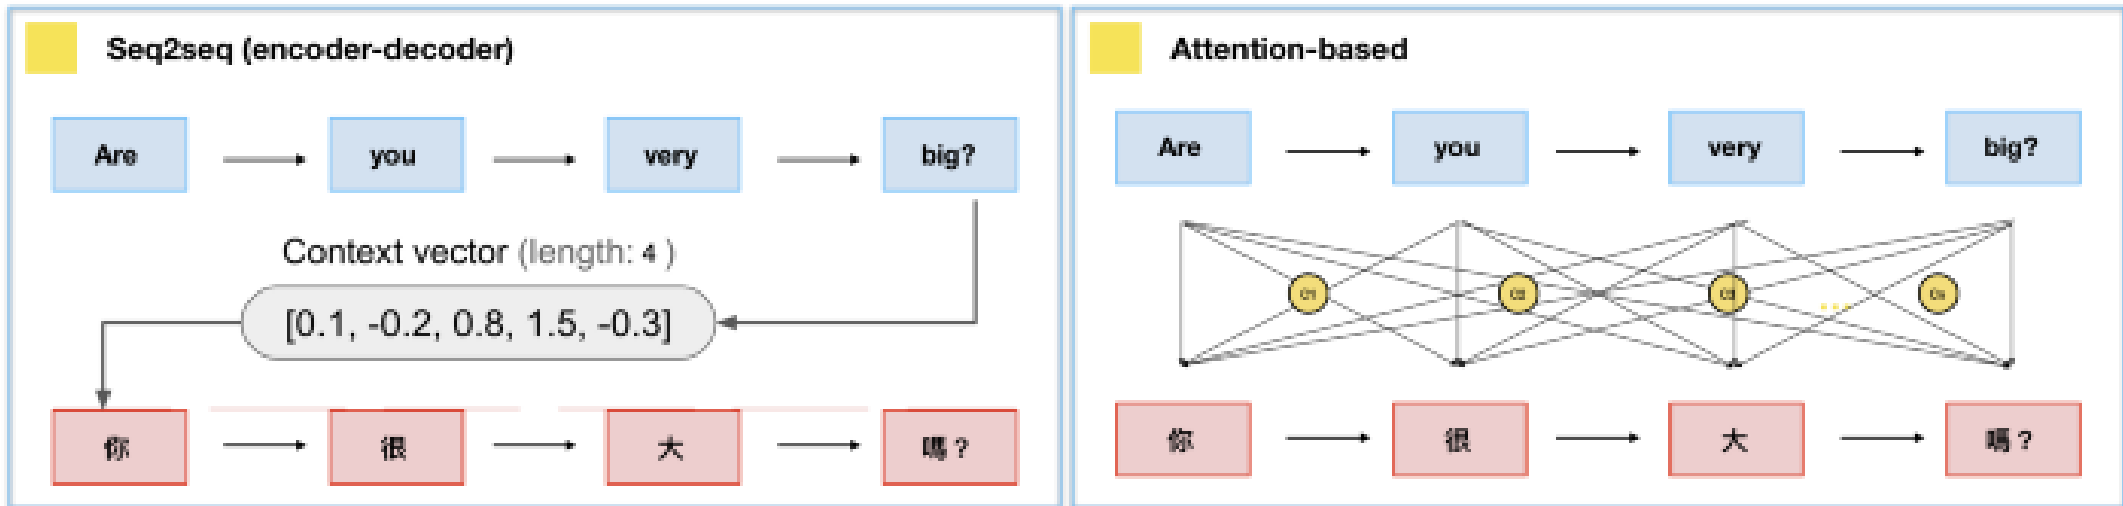 Seq2seq (encoder-decoder)
Are
you
very
big?
Context vector (length: 4 )
[0.1, -0.2, 0.8, 1.5, -0.3]
你
很
大
嗎？
Attention-based
Are
you
very
big?
...
你
很
大
嗎？